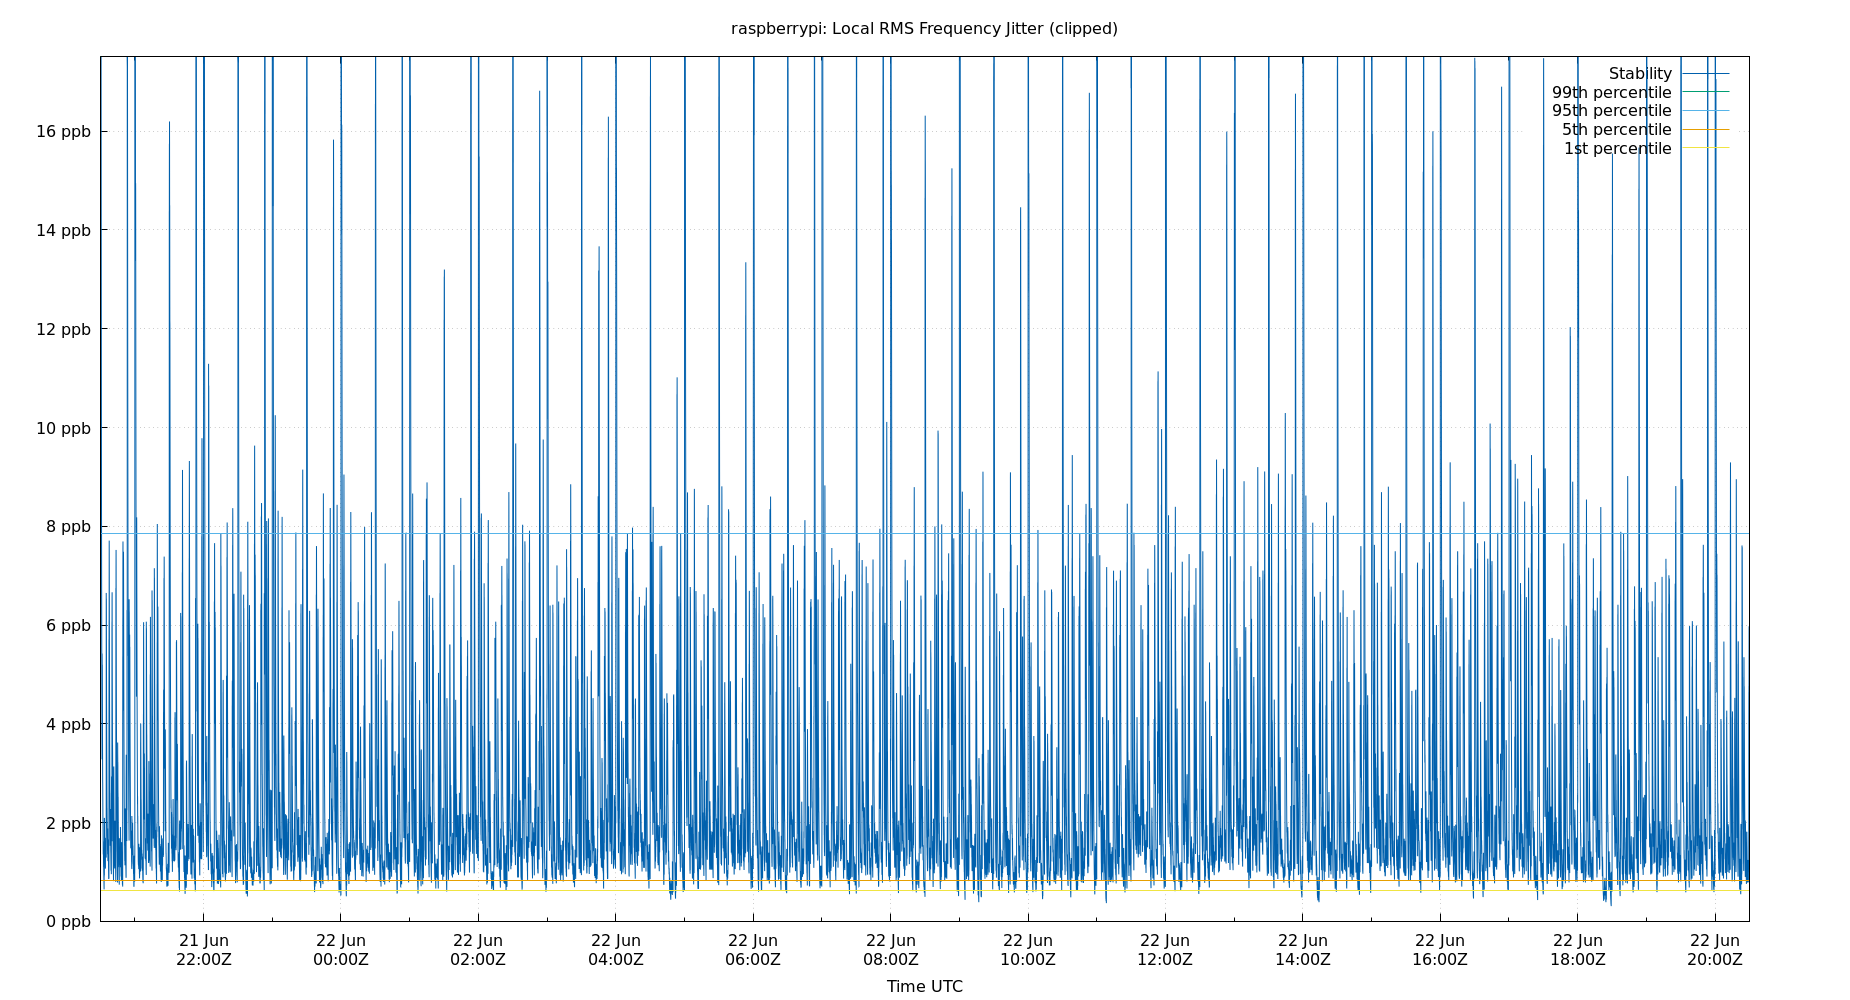 raspberrypi: Local RMS Frequency Jitter (clipped)
Stability
99th percentile
95th percentile
5th percentile
1st percentile
16 ppb
14 ppb
12 ppb
10 ppb
8 ppb
6 ppb
4 ppb
2 ppb
0 ppb
21 Jun 22 Jun 22 Jun 22 Jun 22 Jun 22 Jun 22 Jun 22 Jun 22 Jun 22 Jun 22 Jun 22 Jun
22:00Z 00:00Z 02:00Z 04:00Z 06:00Z 08:00Z 10:00Z 12:00Z 14:00Z 16:00Z 18:00Z 20:00Z
Time UTC